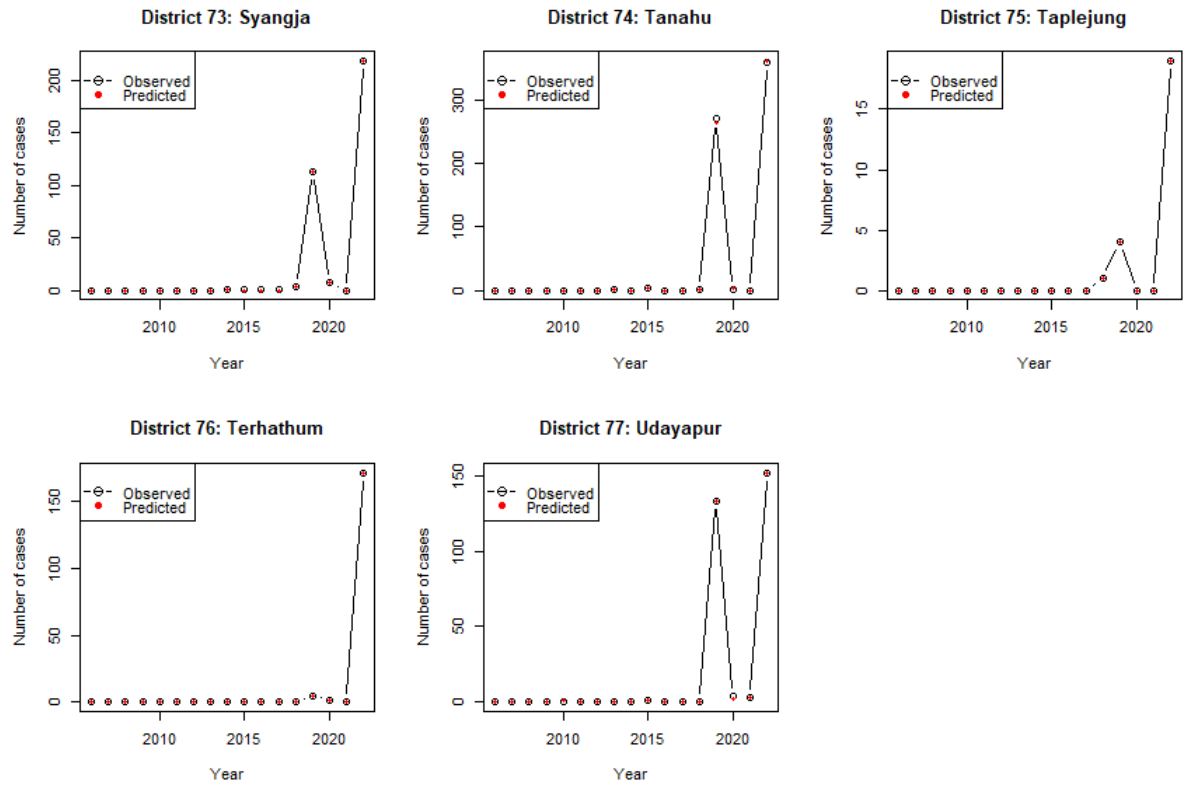 District 73: Syangja
Observed
Predicted
Number of cases
200
150
100
50
0
2010 2015 2020
Year
District 74: Tanahu
Observed
Predicted
Number of cases
300
200
100
0
2010 2015 2020
Year
District 75: Taplejung
Observed
Predicted
Number of cases
15
5
0
2010 2015 2020
Year
District 76: Terhathum
Observed
Predicted
Number of cases
150
100
50
0
2010 2015 2020
Year
District 77: Udayapur
Observed
Predicted
Number of cases
150
100
50
0
2010 2015 2020
Year